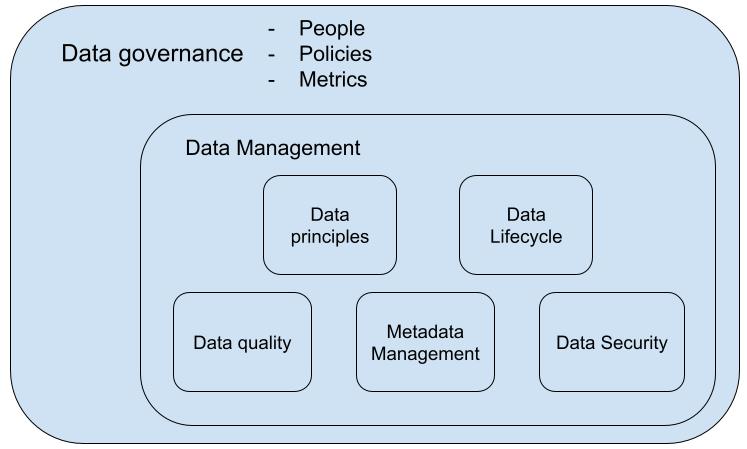 Data governance
- People
- Policies
- Metrics
Data Management
Data
principles
Data
Lifecycle
Data quality
Metadata
Management
Data Security